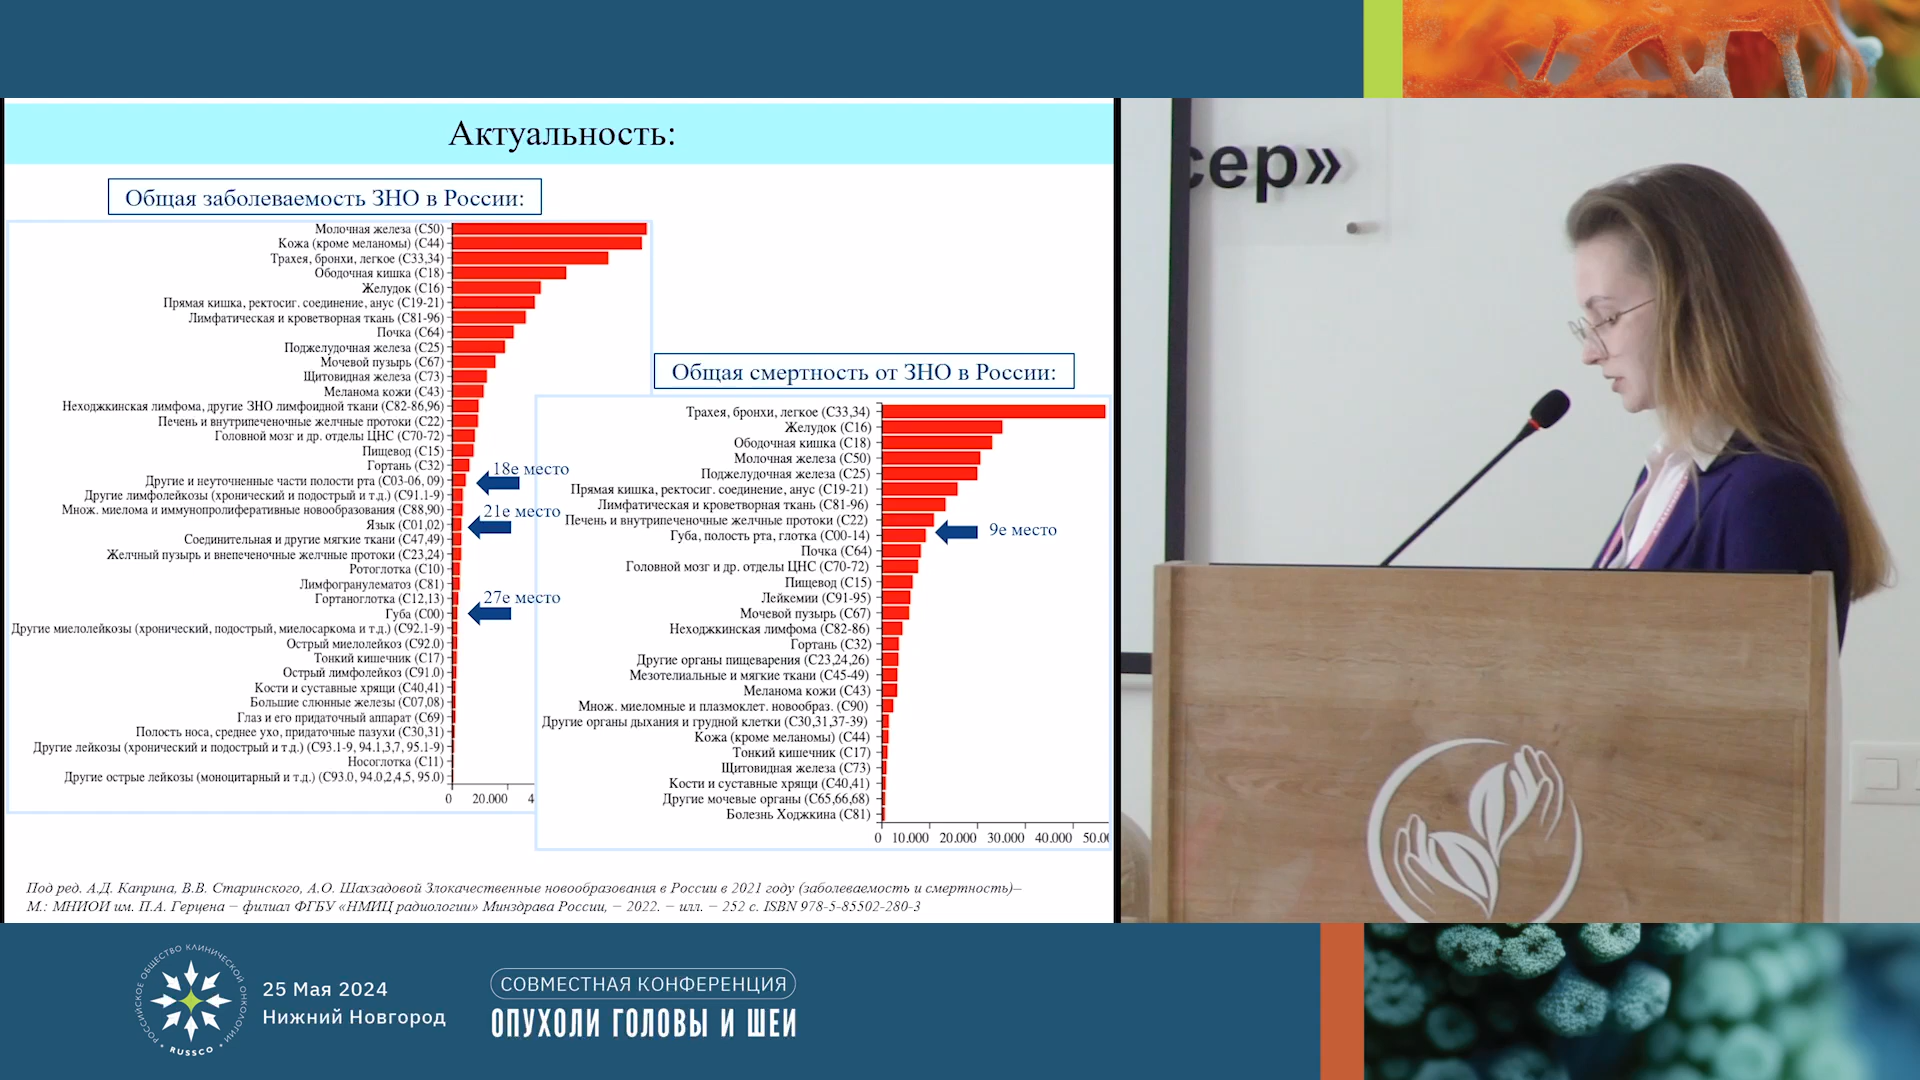 Актуальность:
Общая заболеваемость ЗНО в России:
Молочная железа (C50)
Кожа (кроме меланомы) (C44)
Трахея, бронхи, легкое (C33,34)
Ободочная кишка (C18)
Желудок (C16)
Прямая кишка, ректосиг. соединение, анус (C19-21)
Лимфатическая и кроветворная ткань (C81-96)
Почка (C64)
Поджелудочная железа (C25)
Мочевой пузырь (C67)
Щитовидная железа (C73)
Меланома кожи (C43)
Неходжкинская лимфома, другие ЗНО лимфоидной ткани (C82-86,96)
Печень и внутрипеченочные желчные протоки (C22)
Головной мозг и др. отделы ЦНС (C70-72)
Пищевод (C15)
Гортань (C32)
Другие и неуточненные части полости рта (C03-06, 09)
Другие лимфолейкозы (хронический и подострый и т.д.) (C91.1-9)
Множ. миелома и иммунопролиферативные новообразования (C88,90)
Язык (C01,02)
Соединительная и другие мягкие ткани (C47,49)
Желчный пузырь и внепеченочные желчные протоки (C23,24)
Ротоглотка (C10)
Лимфогранулематоз (C81)
Гортаноглотка (C12,13)
Губа (C00)
Другие миелолейкозы (хронический, подострый, миелосаркома и т.д.) (C92.1-9)
Острый миелолейкоз (C92.0)
Тонкий кишечник (C17)
Острый лимфолейкоз (C91.0)
Кости и суставные хрящи (C40,41)
Большие слюнные железы (C07,08)
Глаз и его придаточный аппарат (C69)
Полость носа, среднее ухо, придаточные пазухи (C30,31)
Другие лейкозы (хронический и подострый и т.д.) (C93.1-9, 94.1,3,7, 95.1-9)
Носоглотка (C11)
Другие острые лейкозы (моноцитарный и т.д.) (C93.0, 94.0,2,4,5, 95.0)
0 20.000 4
18е место
21е место
27е место
Общая смертность от ЗНО в России:
Трахея, бронхи, легкое (C33,34)
Желудок (C16)
Ободочная кишка (C18)
Молочная железа (C50)
Поджелудочная железа (C25)
Прямая кишка, ректосиг. соединение, анус (C19-21)
Лимфатическая и кроветворная ткань (C81-96)
Печень и внутрипеченочные желчные протоки (C22)
Губа, полость рта, глотка (C00-14)
Почка (C64)
Головной мозг и др. отделы ЦНС (C70-72)
Пищевод (C15)
Лейкемии (C91-95)
Мочевой пузырь (C67)
Неходжкинская лимфома (C82-86)
Гортань (C32)
Другие органы пищеварения (C23,24,26)
Мезотелиальные и мягкие ткани (C45-49)
Меланома кожи (C43)
Множ. миеломные и плазмоклет. новообраз. (C90)
Другие органы дыхания и грудной клетки (C30,31,37-39)
Кожа (кроме меланомы) (C44)
Тонкий кишечник (C17)
Щитовидная железа (C73)
Кости и суставные хрящи (C40,41)
Другие мочевые органы (C65,66,68)
Болезнь Ходжкина (C81)
0 10.000 20.000 30.000 40.000 50.0
9е место
Под ред. А.Д. Каприна, В.В. Старинского, А.О. Шахзадовой Злокачественные новообразования в России в 2021 году (заболеваемость и смертность)–
М.: МНИОИ им. П.А. Герцена – филиал ФГБУ «НМИЦ радиологии» Минздрава России, – 2022. – илл. – 252 с. ISBN 978-5-85502-280-3
сер»
РОССИЙСКОЕ ОБЩЕСТВО КЛИНИЧЕСКОЙ ОНКОЛОГИИ
RUSSCO
25 Мая 2024
Нижний Новгород
СОВМЕСТНАЯ КОНФЕРЕНЦИЯ
ОПУХОЛИ ГОЛОВЫ И ШЕИ